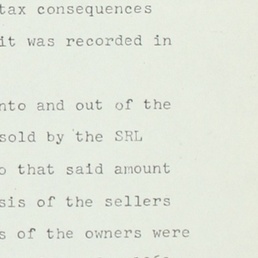 tax consequences
it was recorded in
nto and out of the
sold by the SRL
o that said amount
sis of the sellers
s of the owners were